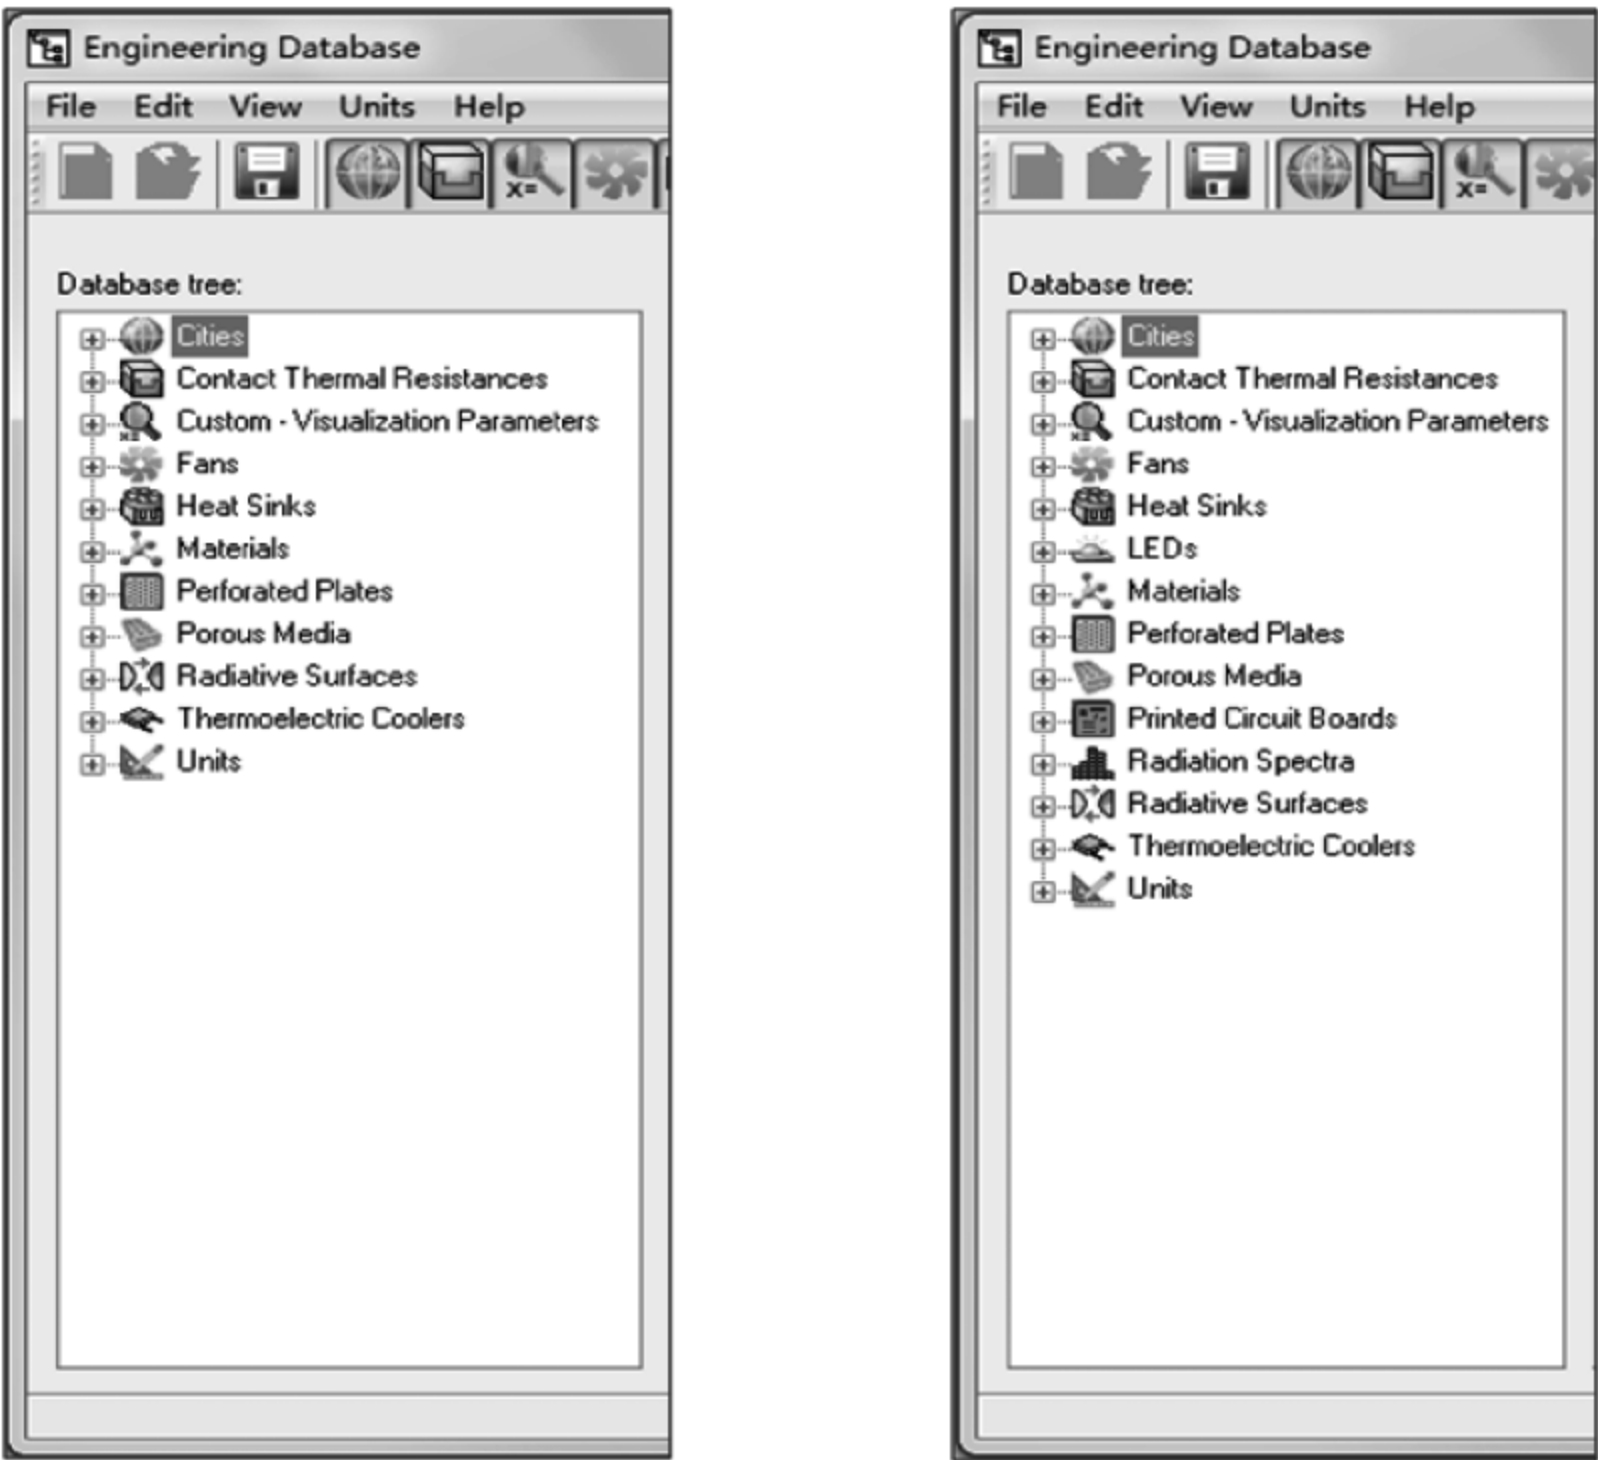 Engineering Database
File Edit View Units Help
x=
Database tree:
Cities
Contact Thermal Resistances
Custom - Visualization Parameters
Fans
Heat Sinks
Materials
Perforated Plates
Porous Media
Radiative Surfaces
Thermoelectric Coolers
Units
Engineering Database
File Edit View Units Help
x=
Database tree:
Cities
Contact Thermal Resistances
Custom - Visualization Parameters
Fans
Heat Sinks
LEDs
Materials
Perforated Plates
Porous Media
Printed Circuit Boards
Radiation Spectra
Radiative Surfaces
Thermoelectric Coolers
Units